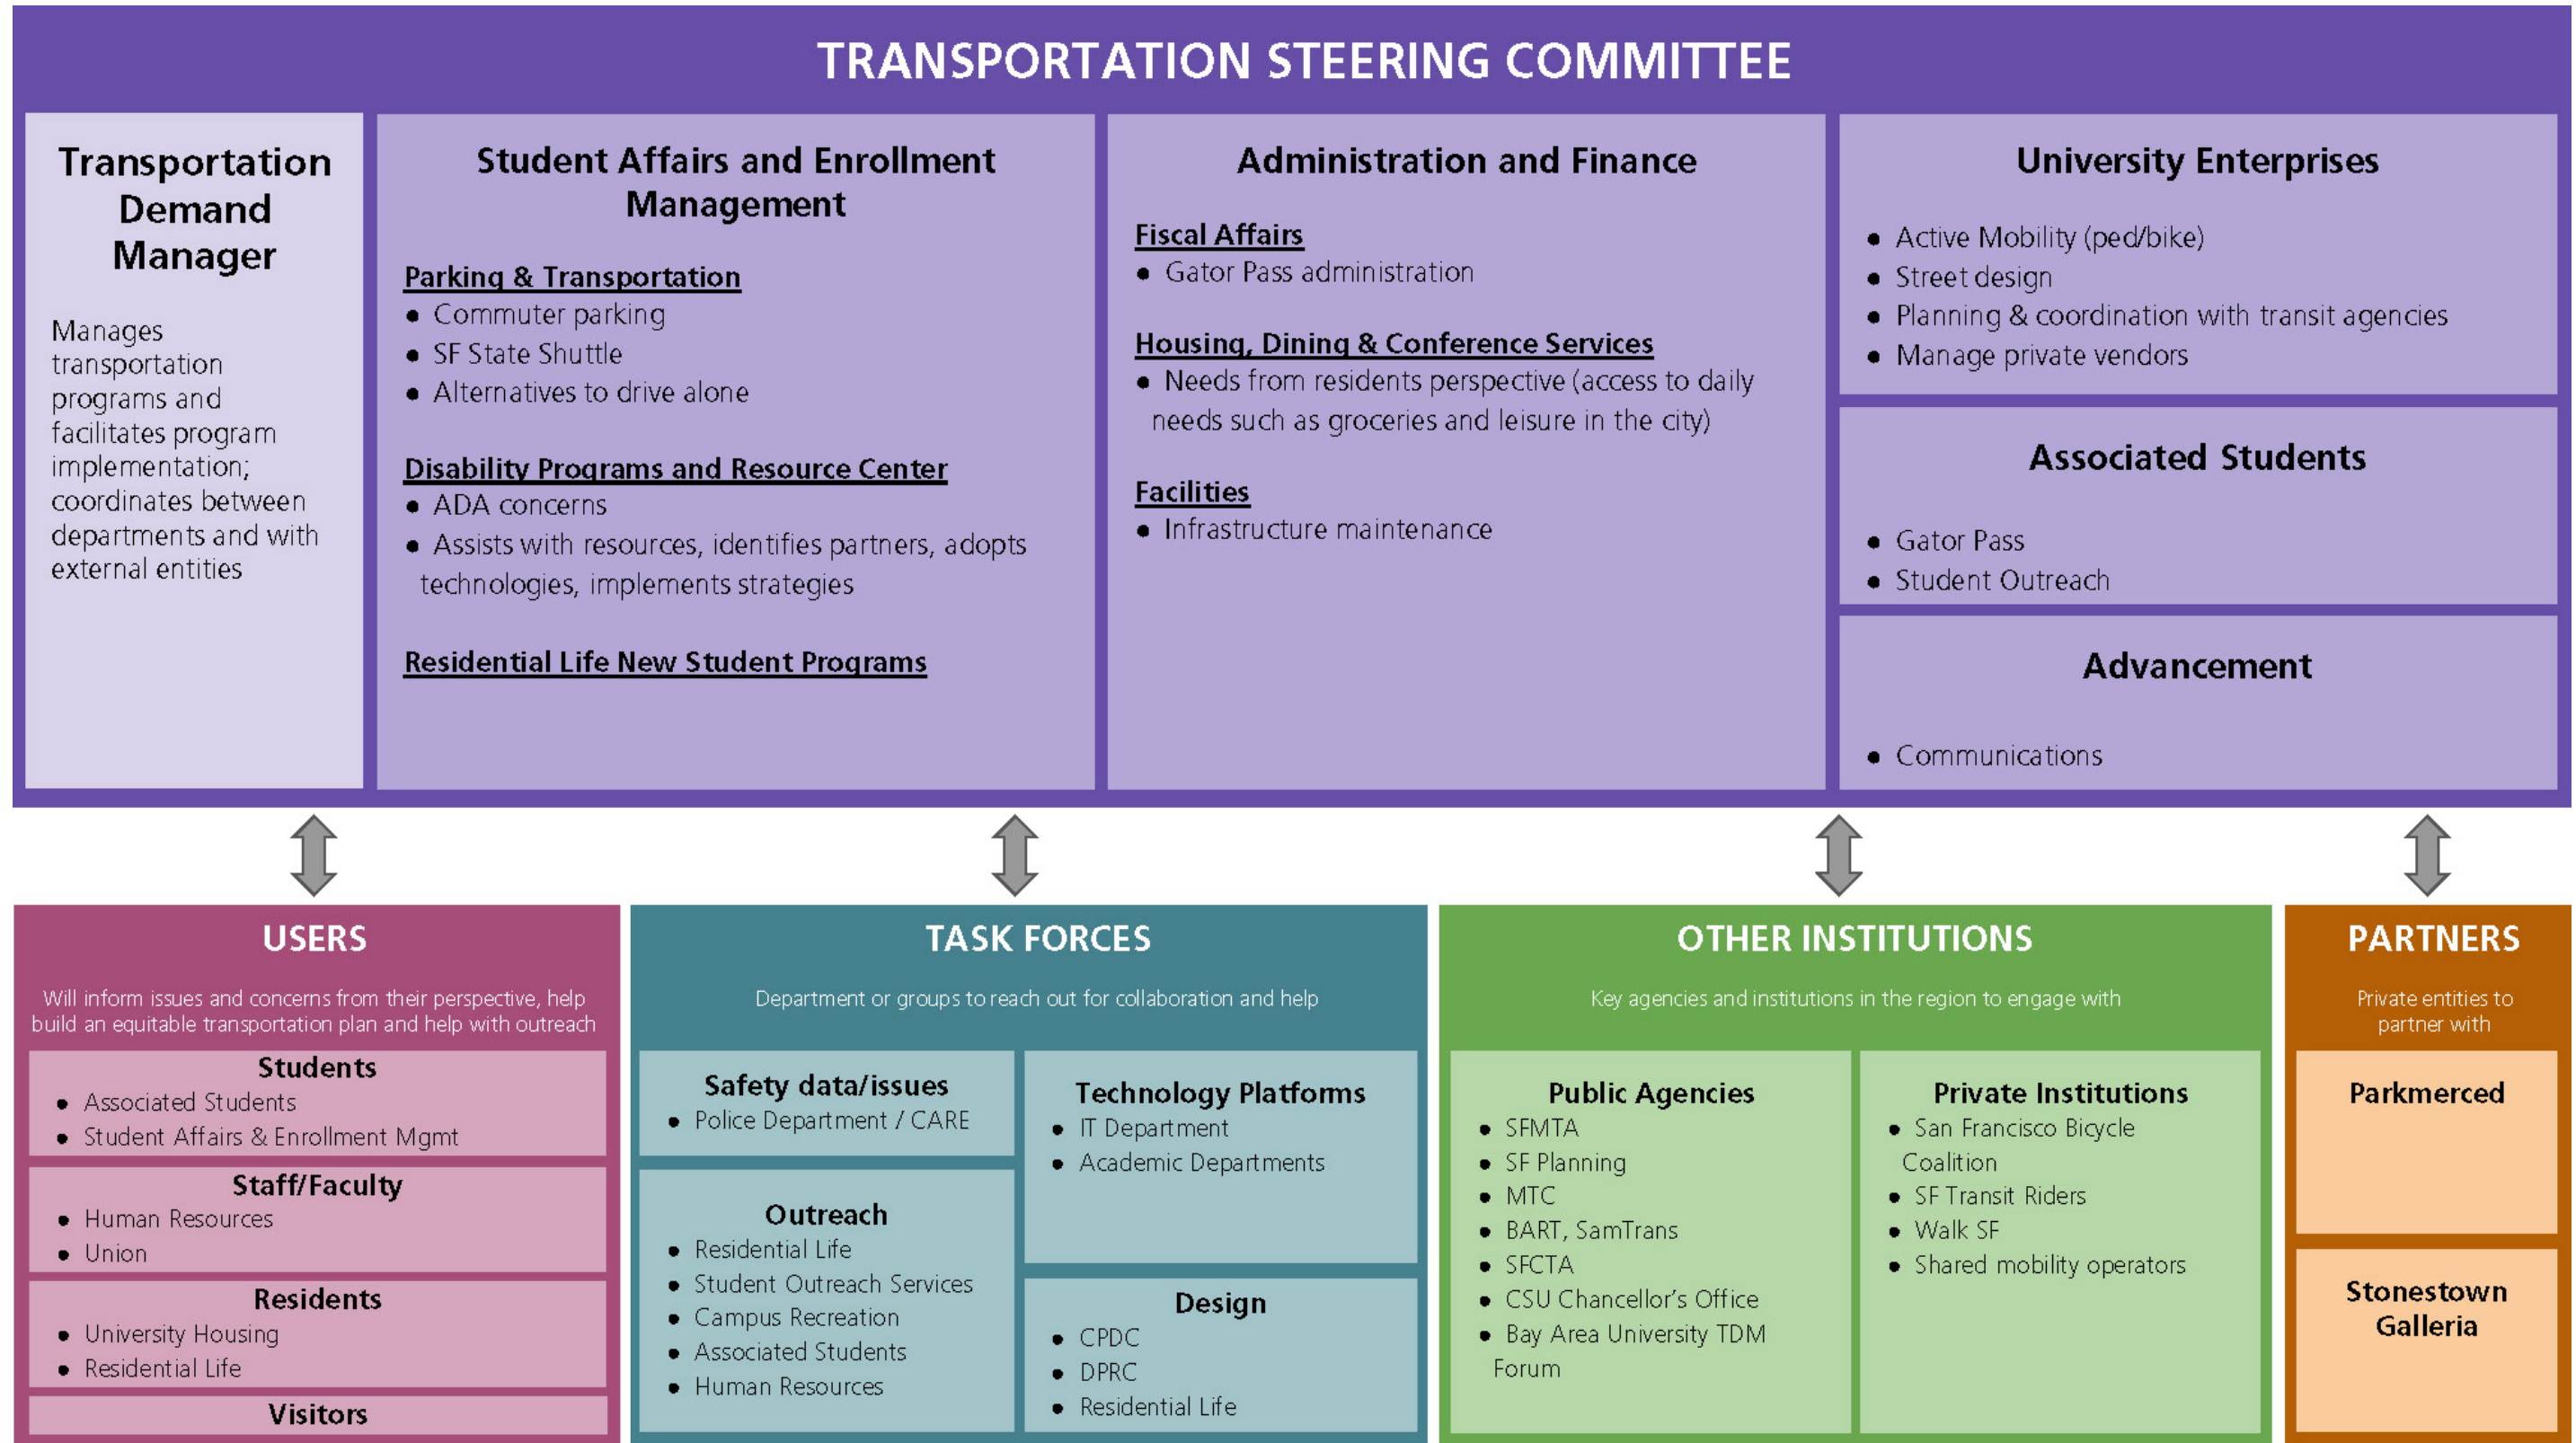 TRANSPORTATION STEERING COMMITTEE
Transportation
Demand
Manager
Manages
transportation
programs and
facilitates program
implementation;
coordinates between
departments and with
external entities
Student Affairs and Enrollment
Management
Parking & Transportation
• Commuter parking
• SF State Shuttle
• Alternatives to drive alone
Disability Programs and Resource Center
• ADA concerns
• Assists with resources, identifies partners, adopts
technologies, implements strategies
Residential Life New Student Programs
Administration and Finance
Fiscal Affairs
• Gator Pass administration
Housing, Dining & Conference Services
• Needs from residents perspective (access to daily
needs such as groceries and leisure in the city)
Facilities
• Infrastructure maintenance
University Enterprises
• Active Mobility (ped/bike)
• Street design
• Planning & coordination with transit agencies
• Manage private vendors
Associated Students
• Gator Pass
• Student Outreach
Advancement
• Communications
USERS
Will inform issues and concerns from their perspective, help
build an equitable transportation plan and help with outreach
Students
• Associated Students
• Student Affairs & Enrollment Mgmt
Staff/Faculty
• Human Resources
• Union
Residents
• University Housing
• Residential Life
Visitors
TASK FORCES
Department or groups to reach out for collaboration and help
Safety data/issues
• Police Department / CARE
Outreach
• Residential Life
• Student Outreach Services
• Campus Recreation
• Associated Students
• Human Resources
Technology Platforms
• IT Department
• Academic Departments
Design
• CPDC
• DPRC
• Residential Life
OTHER INSTITUTIONS
Key agencies and institutions in the region to engage with
Public Agencies
• SFMTA
• SF Planning
• MTC
• BART, SamTrans
• SFCTA
• CSU Chancellor's Office
• Bay Area University TDM
Forum
Private Institutions
• San Francisco Bicycle
Coalition
• SF Transit Riders
• Walk SF
• Shared mobility operators
PARTNERS
Private entities to
partner with
Parkmerced
Stonestown
Galleria